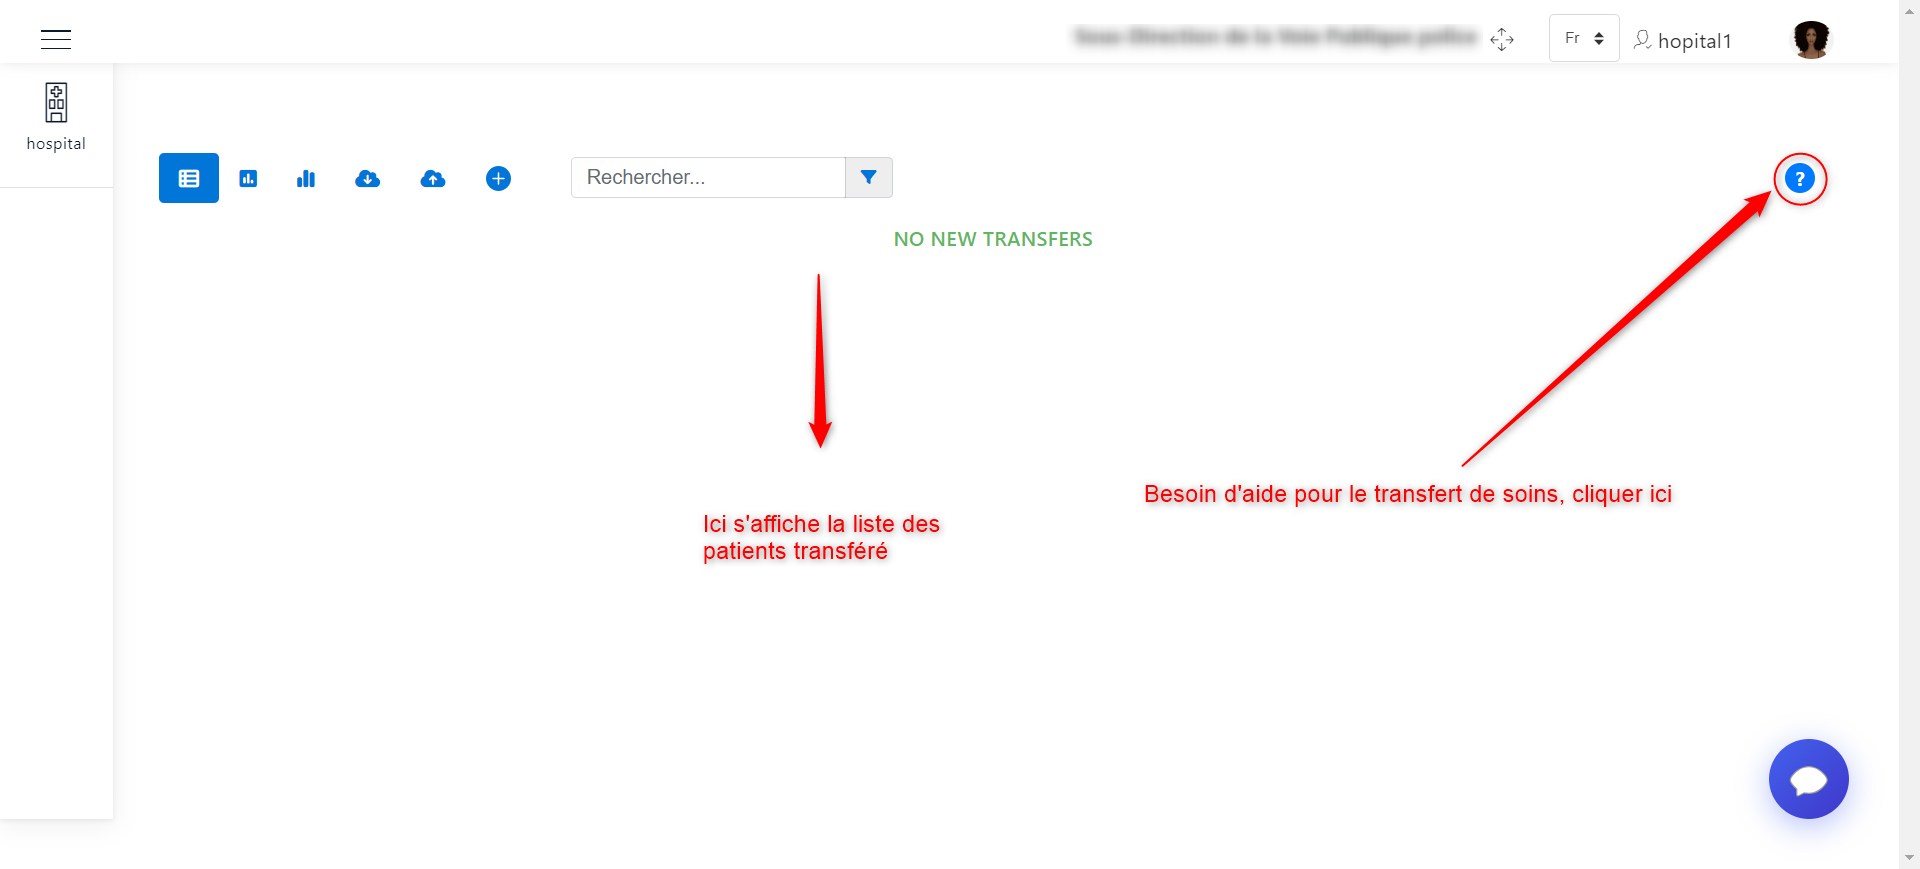 Fr
hopital1
hospital
Rechercher...
?
NO NEW TRANSFERS
Besoin d'aide pour le transfert de soins, cliquer ici
Ici s'affiche la liste des
patients transféré